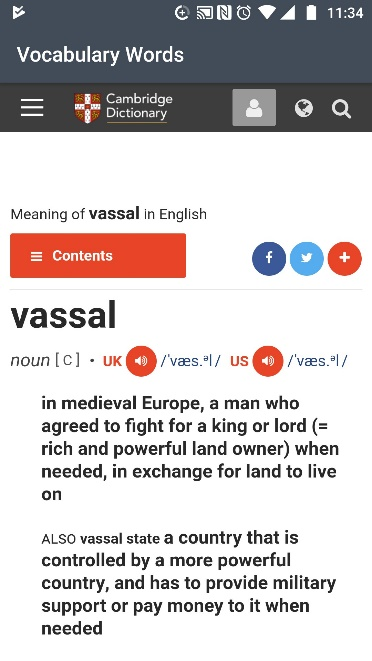 11:34
Vocabulary Words
Cambridge
Dictionary
Meaning of vassal in English
Contents
vassal
noun [ C ] • UK /ˈvæs.ᵊl/ US /ˈvæs.ᵊl/
in medieval Europe, a man who
agreed to fight for a king or lord (=
rich and powerful land owner) when
needed, in exchange for land to live
on
ALSO vassal state a country that is
controlled by a more powerful
country, and has to provide military
support or pay money to it when
needed